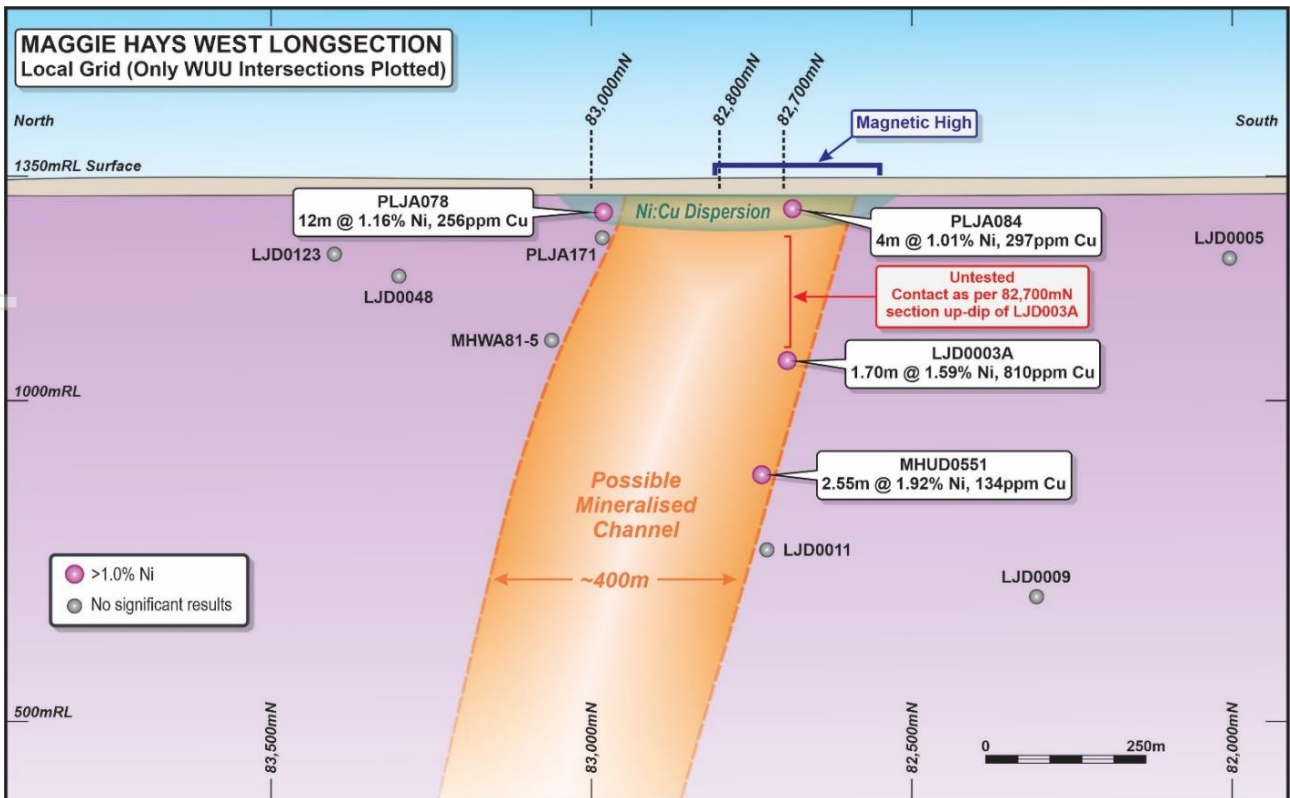 MAGGIE HAYS WEST LONGSECTION
Local Grid (Only WUU Intersections Plotted)
83,000mN
82,800mN
82,700mN
North
Magnetic High
South
1350mRL Surface
PLJA078
12m @ 1.16% Ni, 256ppm Cu
Ni:Cu Dispersion
PLJA084
4m @ 1.01% Ni, 297ppm Cu
LJD0005
LJD0123
PLJA171
LJD0048
Untested
Contact as per 82,700mN
section up-dip of LJD003A
MHWA81-5
LJD0003A
1.70m @ 1.59% Ni, 810ppm Cu
1000mRL
MHUD0551
2.55m @ 1.92% Ni, 134ppm Cu
Possible
Mineralised
Channel
LJD0011
~400m
LJD0009
>1.0% Ni
No significant results
500mRL
83,500mN
83,000mN
82,500mN
82,000mN
0
250m